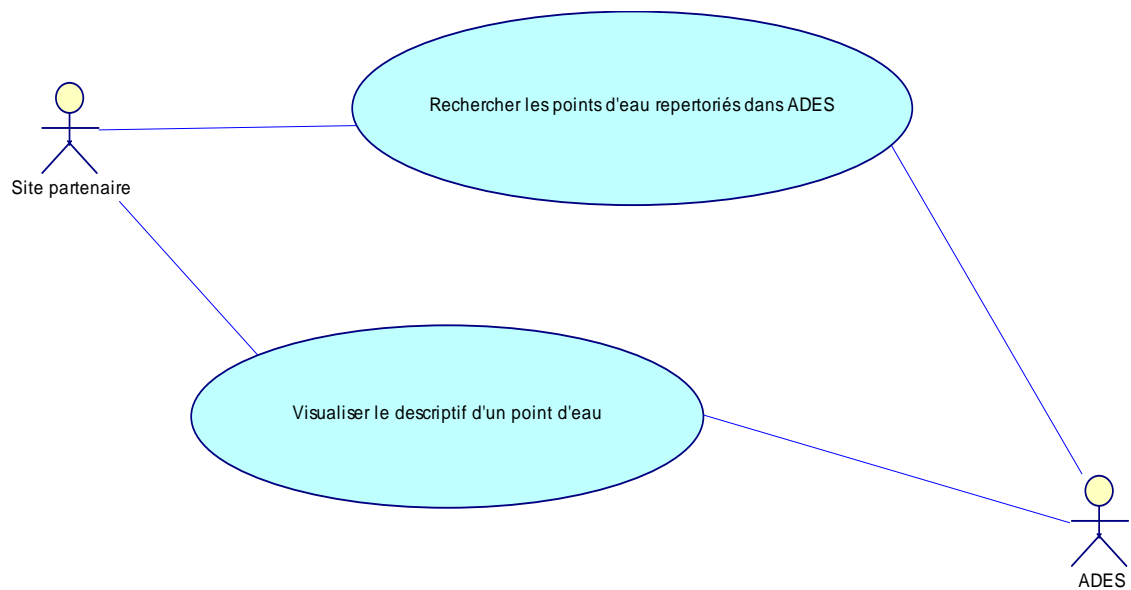 Rechercher les points d'eau repertoriés dans ADES
Site partenaire
Visualiser le descriptif d'un point d'eau
ADES